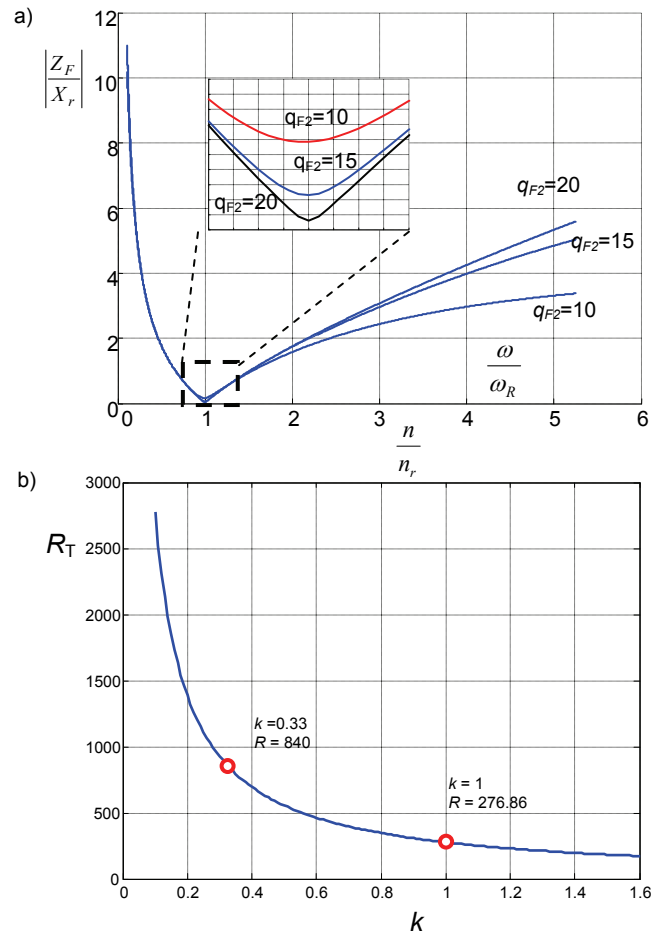 a)
12
10
8
6
4
2
0
|Z_F / X_r|
q_F2=10
q_F2=15
q_F2=20
q_F2=20
q_F2=15
q_F2=10
ω / ω_R
0 1 2 3 4 5 6
n / n_r
b)
3000
2500
2000
1500
1000
500
0
R_T
k =0.33
R = 840
k = 1
R = 276.86
0 0.2 0.4 0.6 0.8 1 1.2 1.4 1.6
k